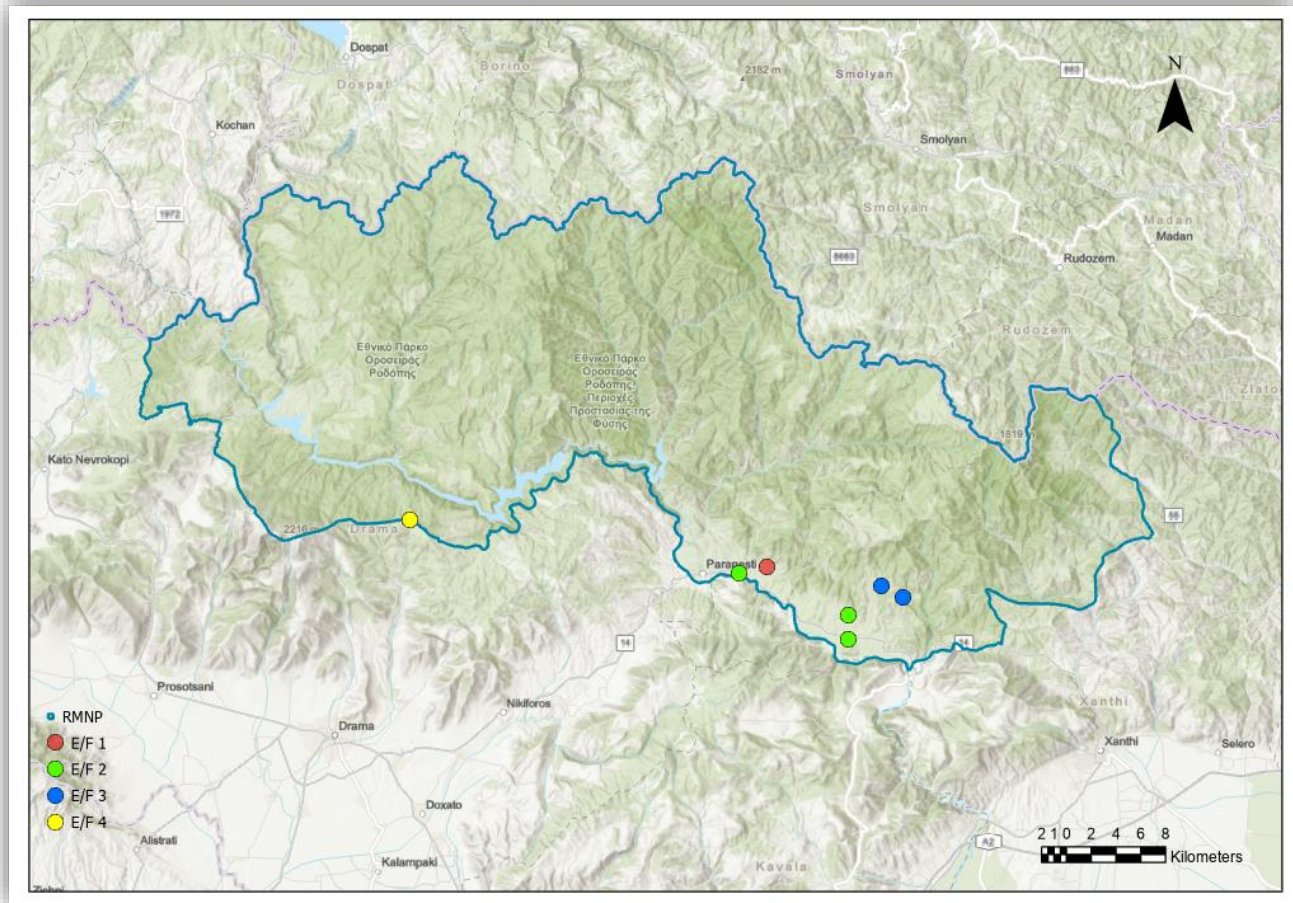 Dospat
Borino
2182 m
Smolyan
663
N
Dospat
Kochan
Smolyan
1972
Smolyan
Madan
Madan
Rudozem
Rudozem
Εθνικό Πάρκο
Οροσειράς
Ροδόπης
Εθνικό Πάρκο
Οροσειράς
Ροδόπης:
Περιοχές
Προστασίας της
Φύσης
Zlato
1819 m
Kato Nevrokopi
55
2216 m
Drama
Paranesti
14
14
Prosotsani
Nikiforos
Xanthi
RMNP
Drama
Xanthi
Selero
E/F 1
E/F 2
E/F 3
Doxato
E/F 4
Alistrati
A2
2 1 0 2 4 6 8
Kilometers
Kalampaki
Kavala